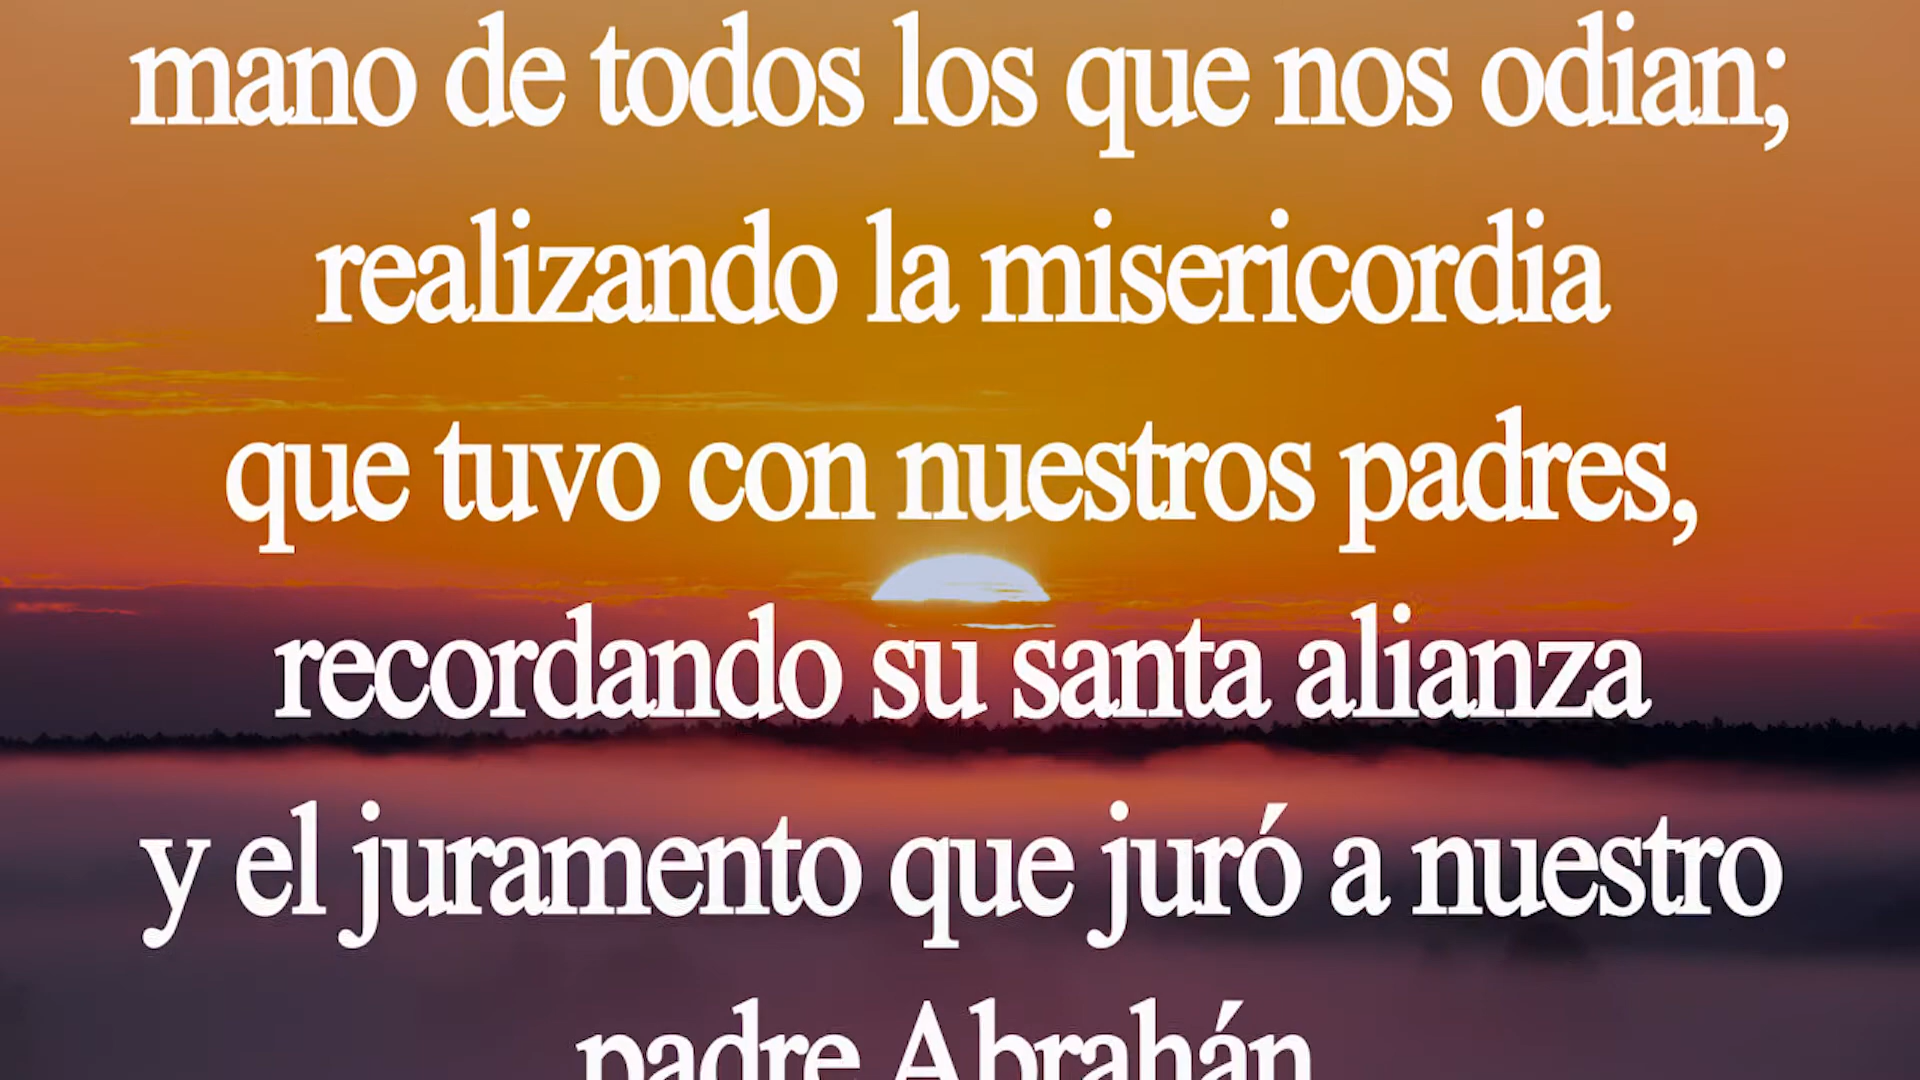 mano de todos los que nos odian;
realizando la misericordia
que tuvo con nuestros padres,
recordando su santa alianza
y el juramento que juró a nuestro
padre Abrahán